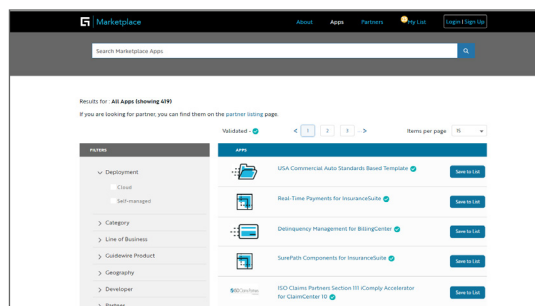 Marketplace
About Apps Partners My List Login | Sign Up
Search Marketplace Apps
Results for : All Apps (showing 419)
If you are looking for partner, you can find them on the partner listing page.
Validated - < 1 2 3 ... > Items per page 15
FILTERS
Deployment
Cloud
Self-managed
Category
Line of Business
Guidewire Product
Geography
Developer
Partner
APPS
USA Commercial Auto Standards Based Template
Save to List
Real-Time Payments for InsuranceSuite
Save to List
Delinquency Management for BillingCenter
Save to List
SurePath Components for InsuranceSuite
Save to List
ISO Claims Partners Section 111 iComply Accelerator
for ClaimCenter 10
Save to List